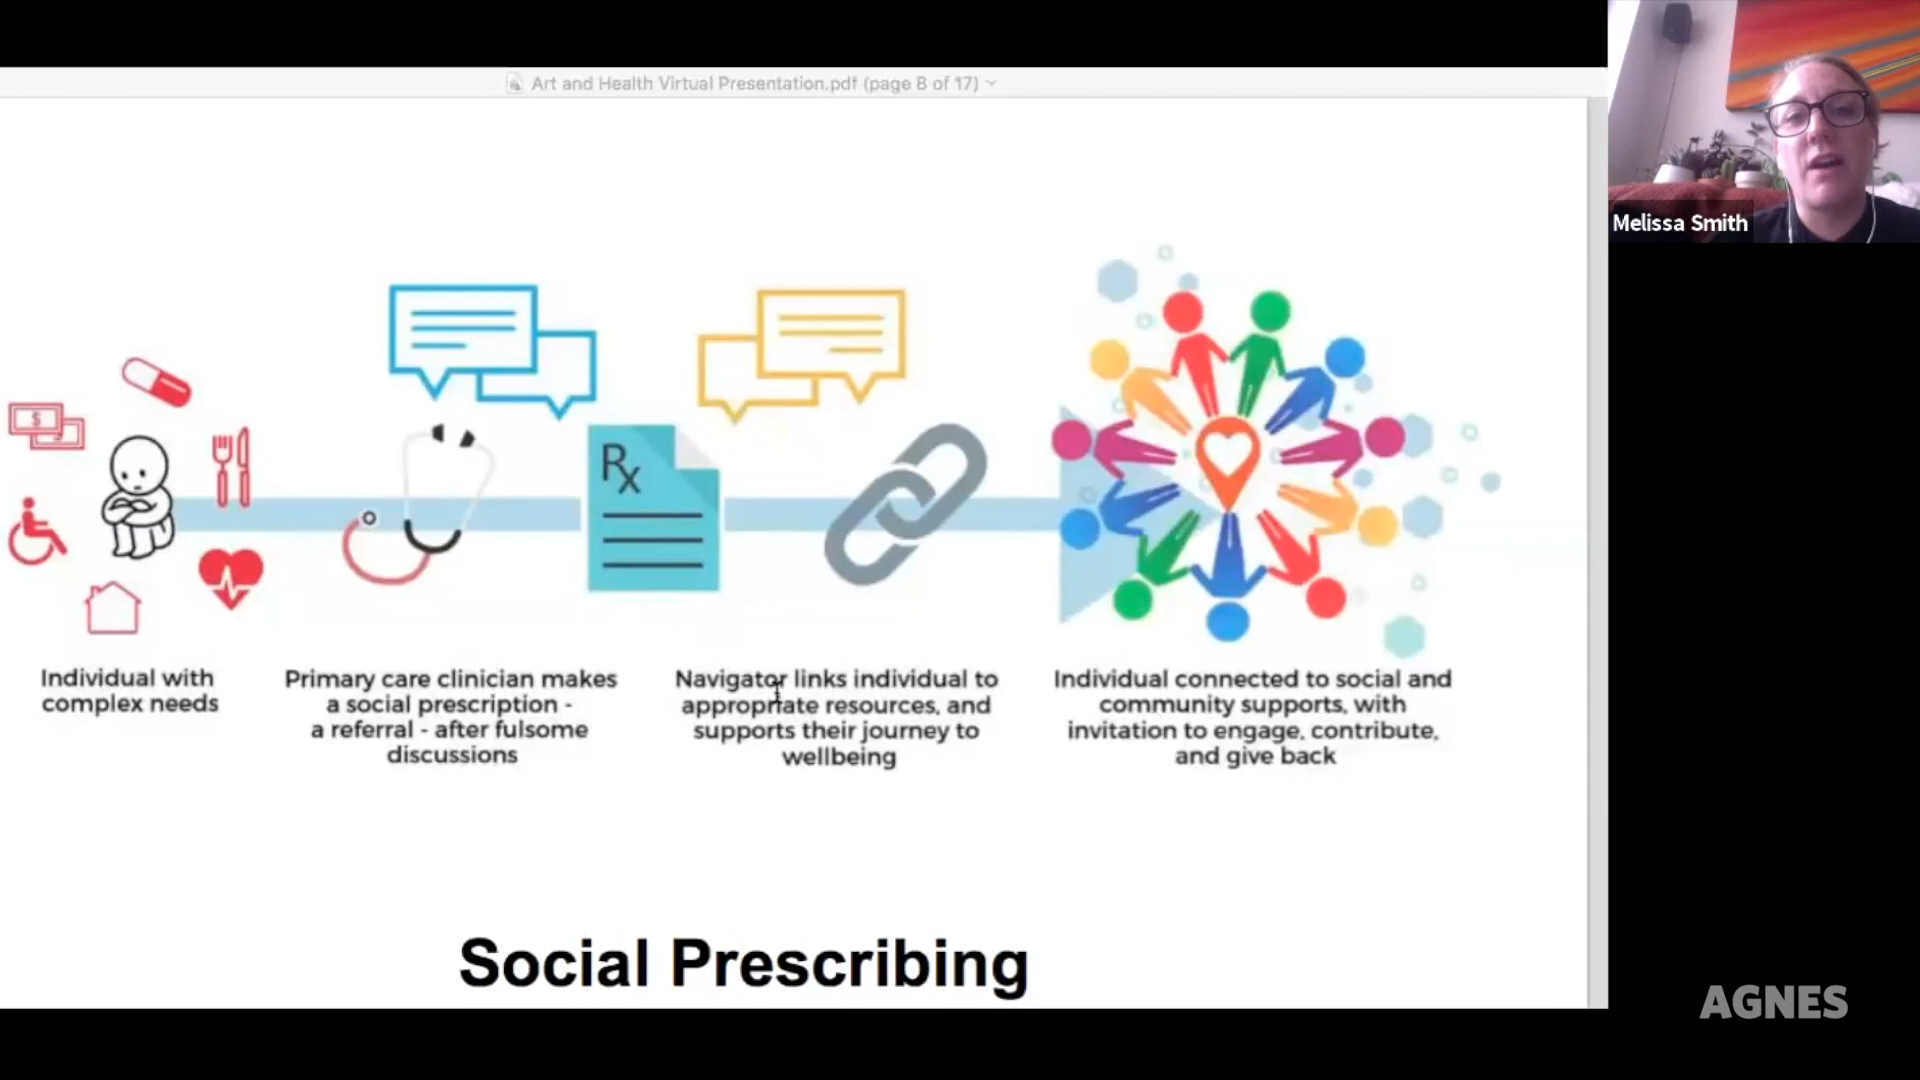 Art and Health Virtual Presentation.pdf (page 8 of 17)
Melissa Smith
$
Rx
Individual with
complex needs
Primary care clinician makes
a social prescription -
a referral - after fulsome
discussions
Navigator links individual to
appropriate resources, and
supports their journey to
wellbeing
Individual connected to social and
community supports, with
invitation to engage, contribute,
and give back
Social Prescribing
AGNES